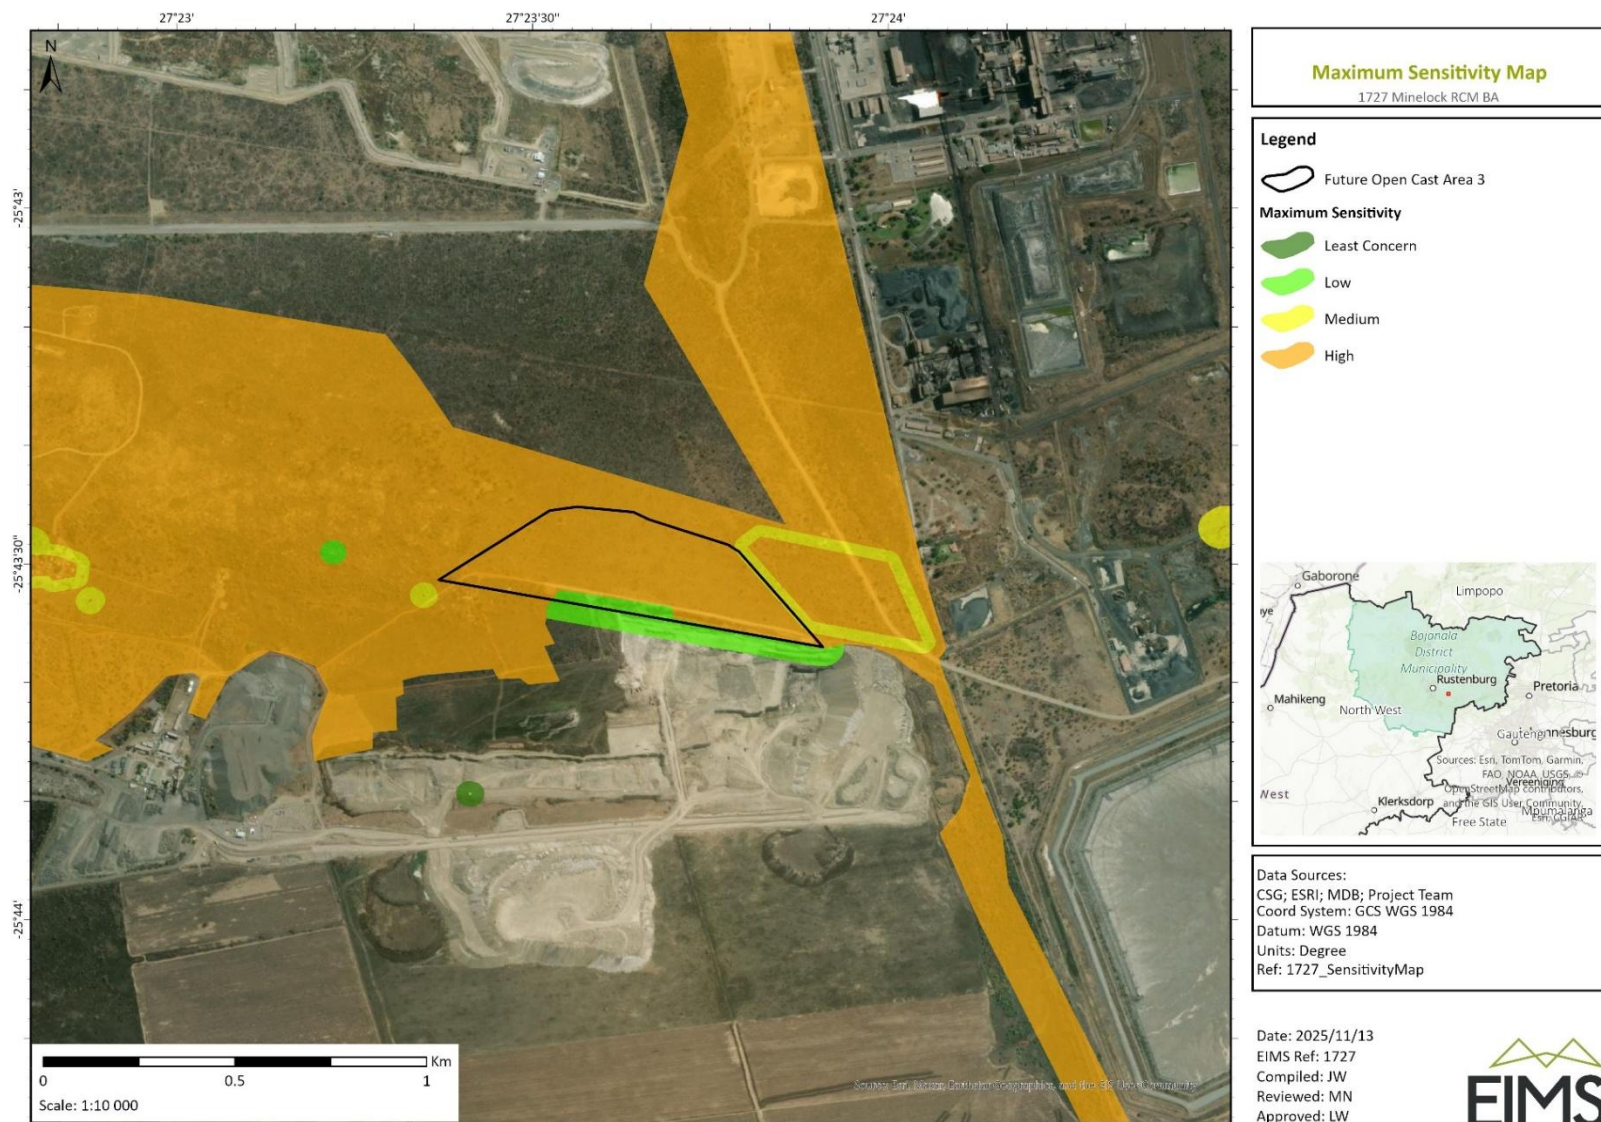 27°23'
27°23'30"
27°24'
N
-25°43'
-25°43'30"
-25°44'
Km
0
0.5
1
Scale: 1:10 000
Maximum Sensitivity Map
1727 Minelock RCM BA
Legend
Future Open Cast Area 3
Maximum Sensitivity
Least Concern
Low
Medium
High
Gaborone
Limpopo
Bojanala
District
Municipality
Rustenburg
Pretoria
Mahikeng
North West
Gauteng
nnesburg
Sources: Esri, TomTom, Garmin,
FAO, NOAA, USGS, ©
Vereeniging
OpenStreetMap contributors,
and the GIS User Community,
West
Klerksdorp
Mpumalanga
Free State
Data Sources:
CSG; ESRI; MDB; Project Team
Coord System: GCS WGS 1984
Datum: WGS 1984
Units: Degree
Ref: 1727_SensitivityMap
Date: 2025/11/13
EIMS Ref: 1727
Compiled: JW
Reviewed: MN
Approved: LW
EIMS